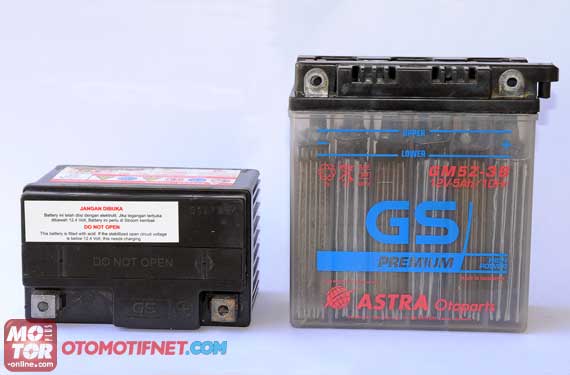 JANGAN DIBUKA
Battery ini telah diisi dengan elektrolit. Jika tegangan terbuka
dibawah 12.4 Volt, Battery ini perlu di Stroom kembali
DO NOT OPEN
This battery is filled with acid. If the stabilized open circuit voltage
is below 12.4 Volt, this needs charging
DO NOT OPEN
GS
UPPER
LOWER
GM5Z-3B
12V-5Ah
GS
PREMIUM
ASTRA Otoparts
MOTOR PLUS
-online.com
OTOMOTIFNET.COM